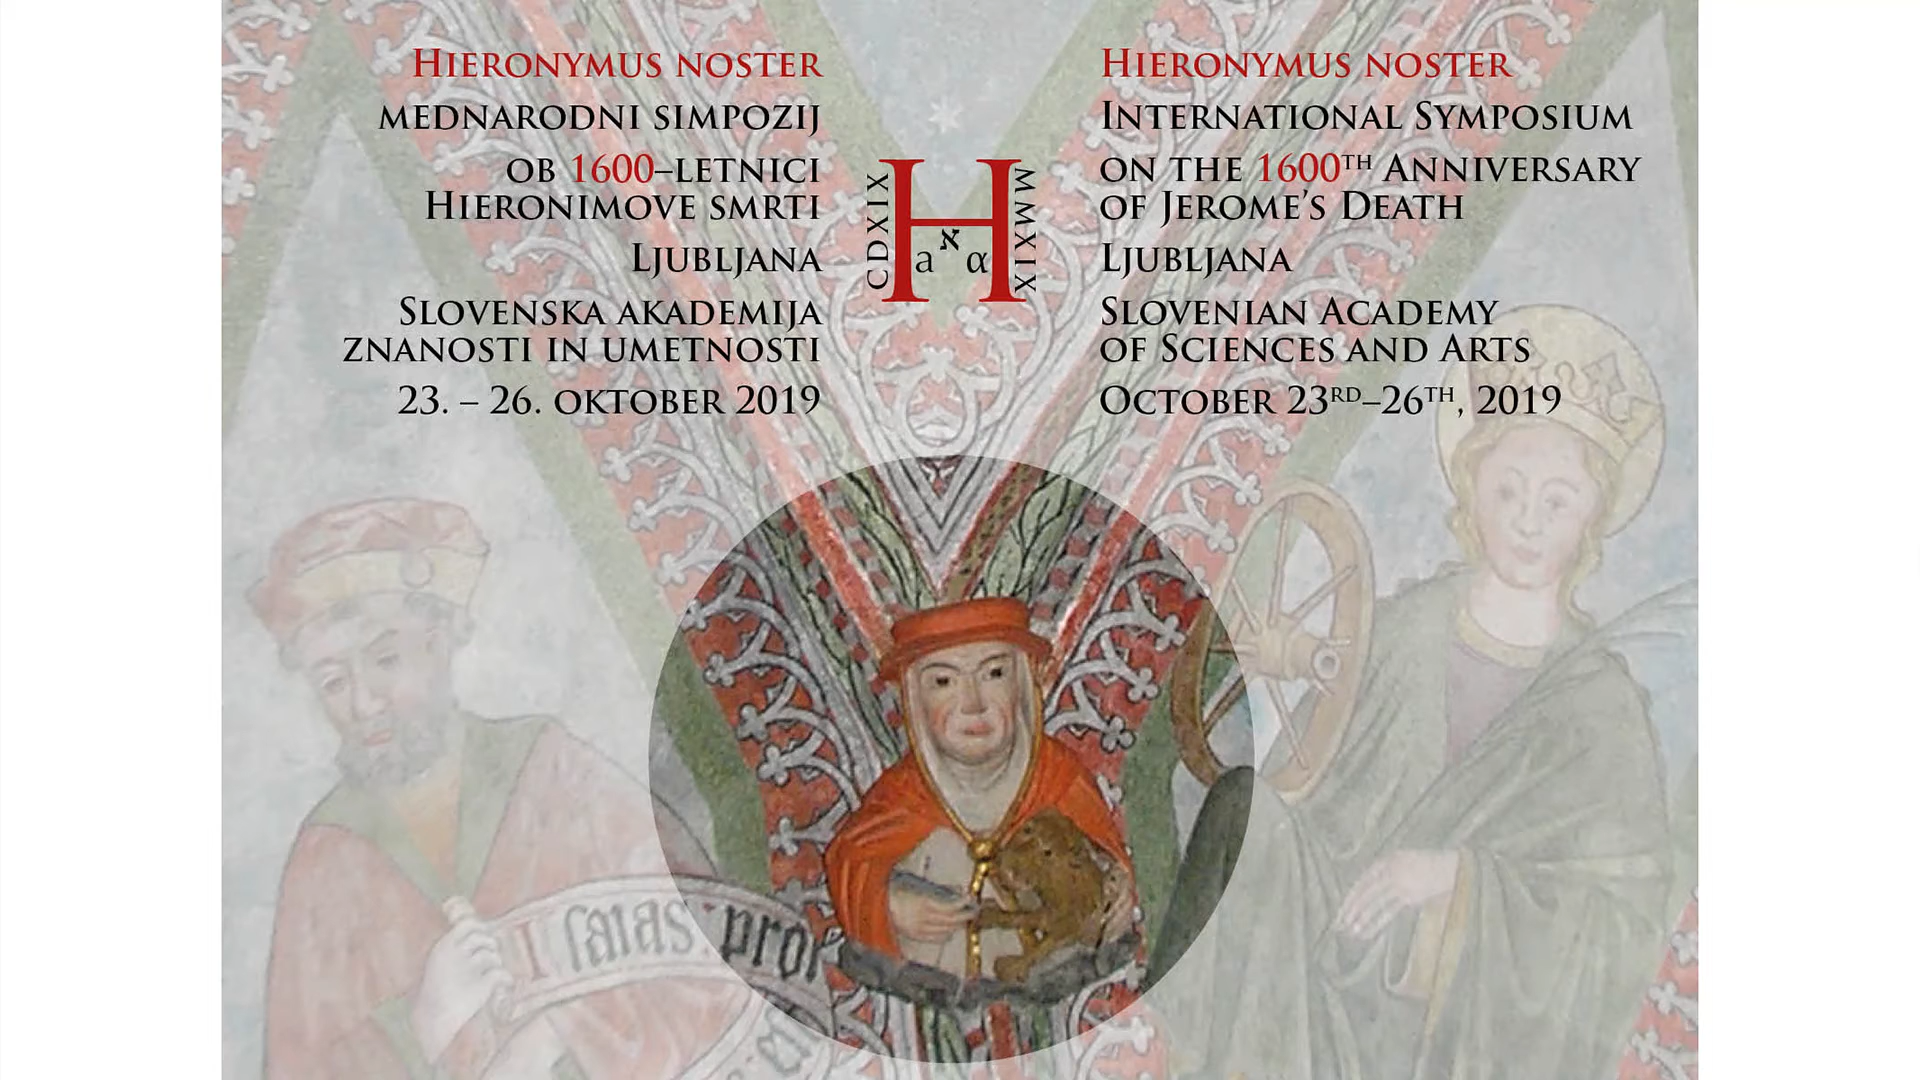 Hieronymus noster
mednarodni simpozij
ob 1600–letnici
Hieronimove smrti
Ljubljana
Slovenska akademija
znanosti in umetnosti
23. – 26. oktober 2019
CDXIX
H
a א α
MMXIX
Hieronymus noster
International Symposium
on the 1600th Anniversary
of Jerome’s Death
Ljubljana
Slovenian Academy
of Sciences and Arts
October 23rd–26th, 2019
Isaias prop